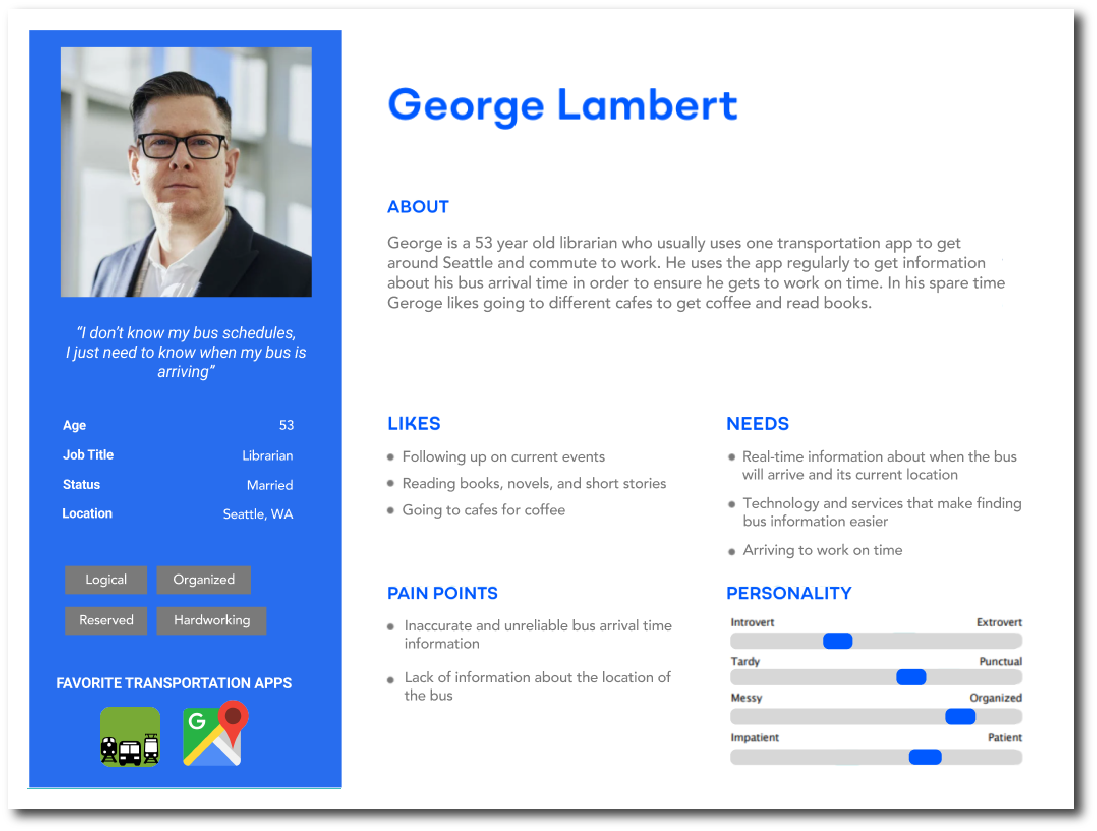 George Lambert
ABOUT
George is a 53 year old librarian who usually uses one transportation app to get
around Seattle and commute to work. He uses the app regularly to get information
about his bus arrival time in order to ensure he gets to work on time. In his spare time
Geroge likes going to different cafes to get coffee and read books.
“I don’t know my bus schedules,
I just need to know when my bus is
arriving”
Age 53
Job Title Librarian
Status Married
Location Seattle, WA
Logical Organized
Reserved Hardworking
FAVORITE TRANSPORTATION APPS
G
LIKES
Following up on current events
Reading books, novels, and short stories
Going to cafes for coffee
NEEDS
Real-time information about when the bus
will arrive and its current location
Technology and services that make finding
bus information easier
Arriving to work on time
PAIN POINTS
Inaccurate and unreliable bus arrival time
information
Lack of information about the location of
the bus
PERSONALITY
Introvert Extrovert
Tardy Punctual
Messy Organized
Impatient Patient